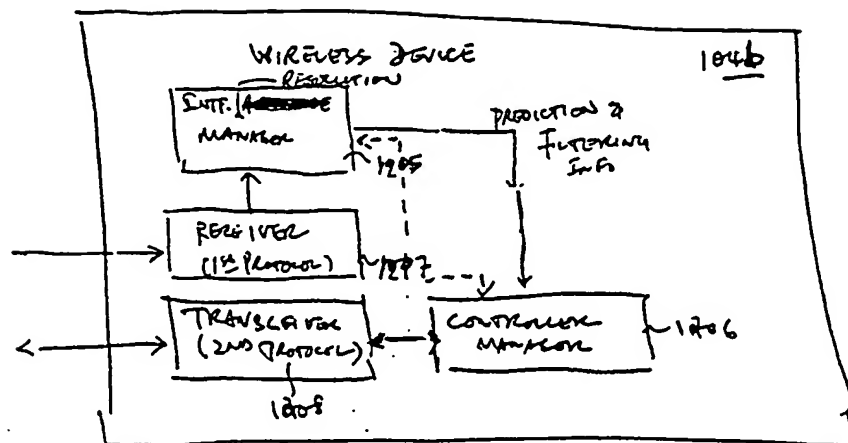 WIRELESS DEVICE
104b
RESOLUTION
INTF.
MANAGER
1205
PREDICTION &
FILTERING
INFO
RECEIVER
(1st PROTOCOL)
1207
TRANSCEIVER
(2ND PROTOCOL)
1208
CONTROLLER
MANAGER
1206